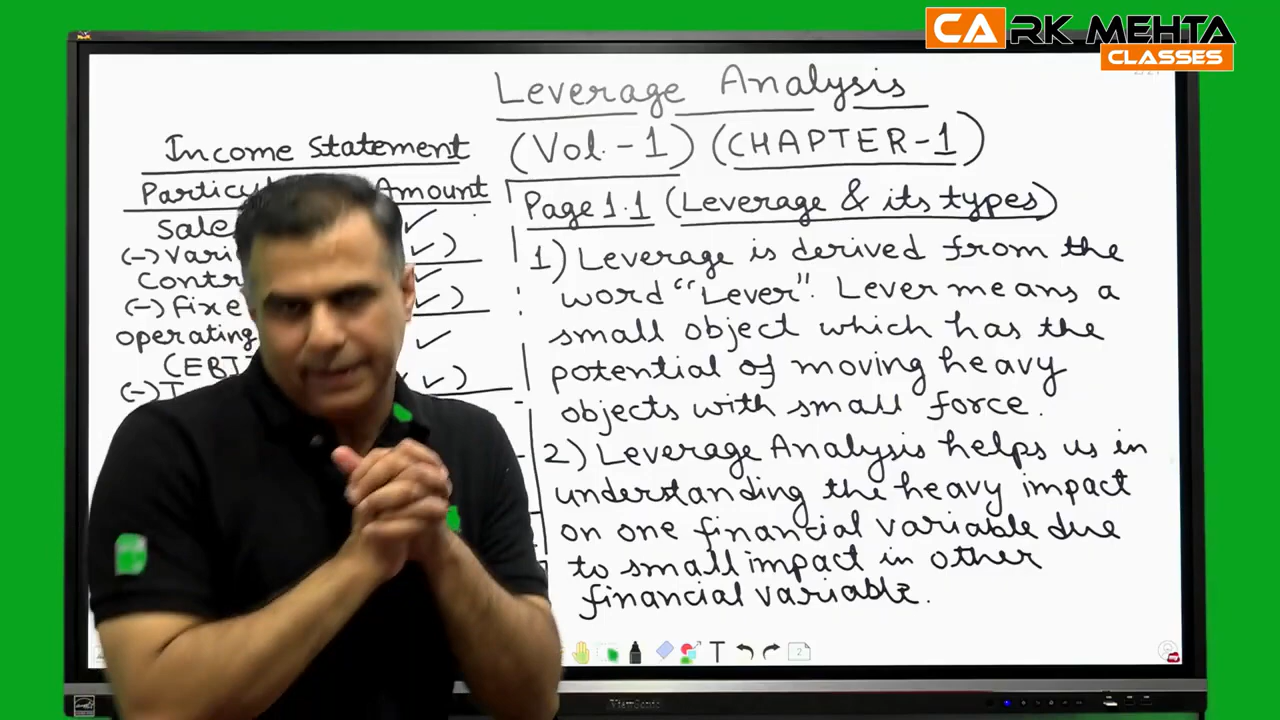 CA RK MEHTA
CLASSES
Leverage Analysis
(Vol.-1) (CHAPTER-1)
Income Statement
Amount
(-)
(-)
operating
(-)
Page 1.1 (Leverage & its types)
1) Leverage is derived from the
word "Lever". Lever means a
small object which has the
potential of moving heavy
objects with small force.
2) Leverage Analysis helps us in
understanding the heavy impact
on one financial variable due
to small impact in other
financial variable.
T
2
ViewSonic